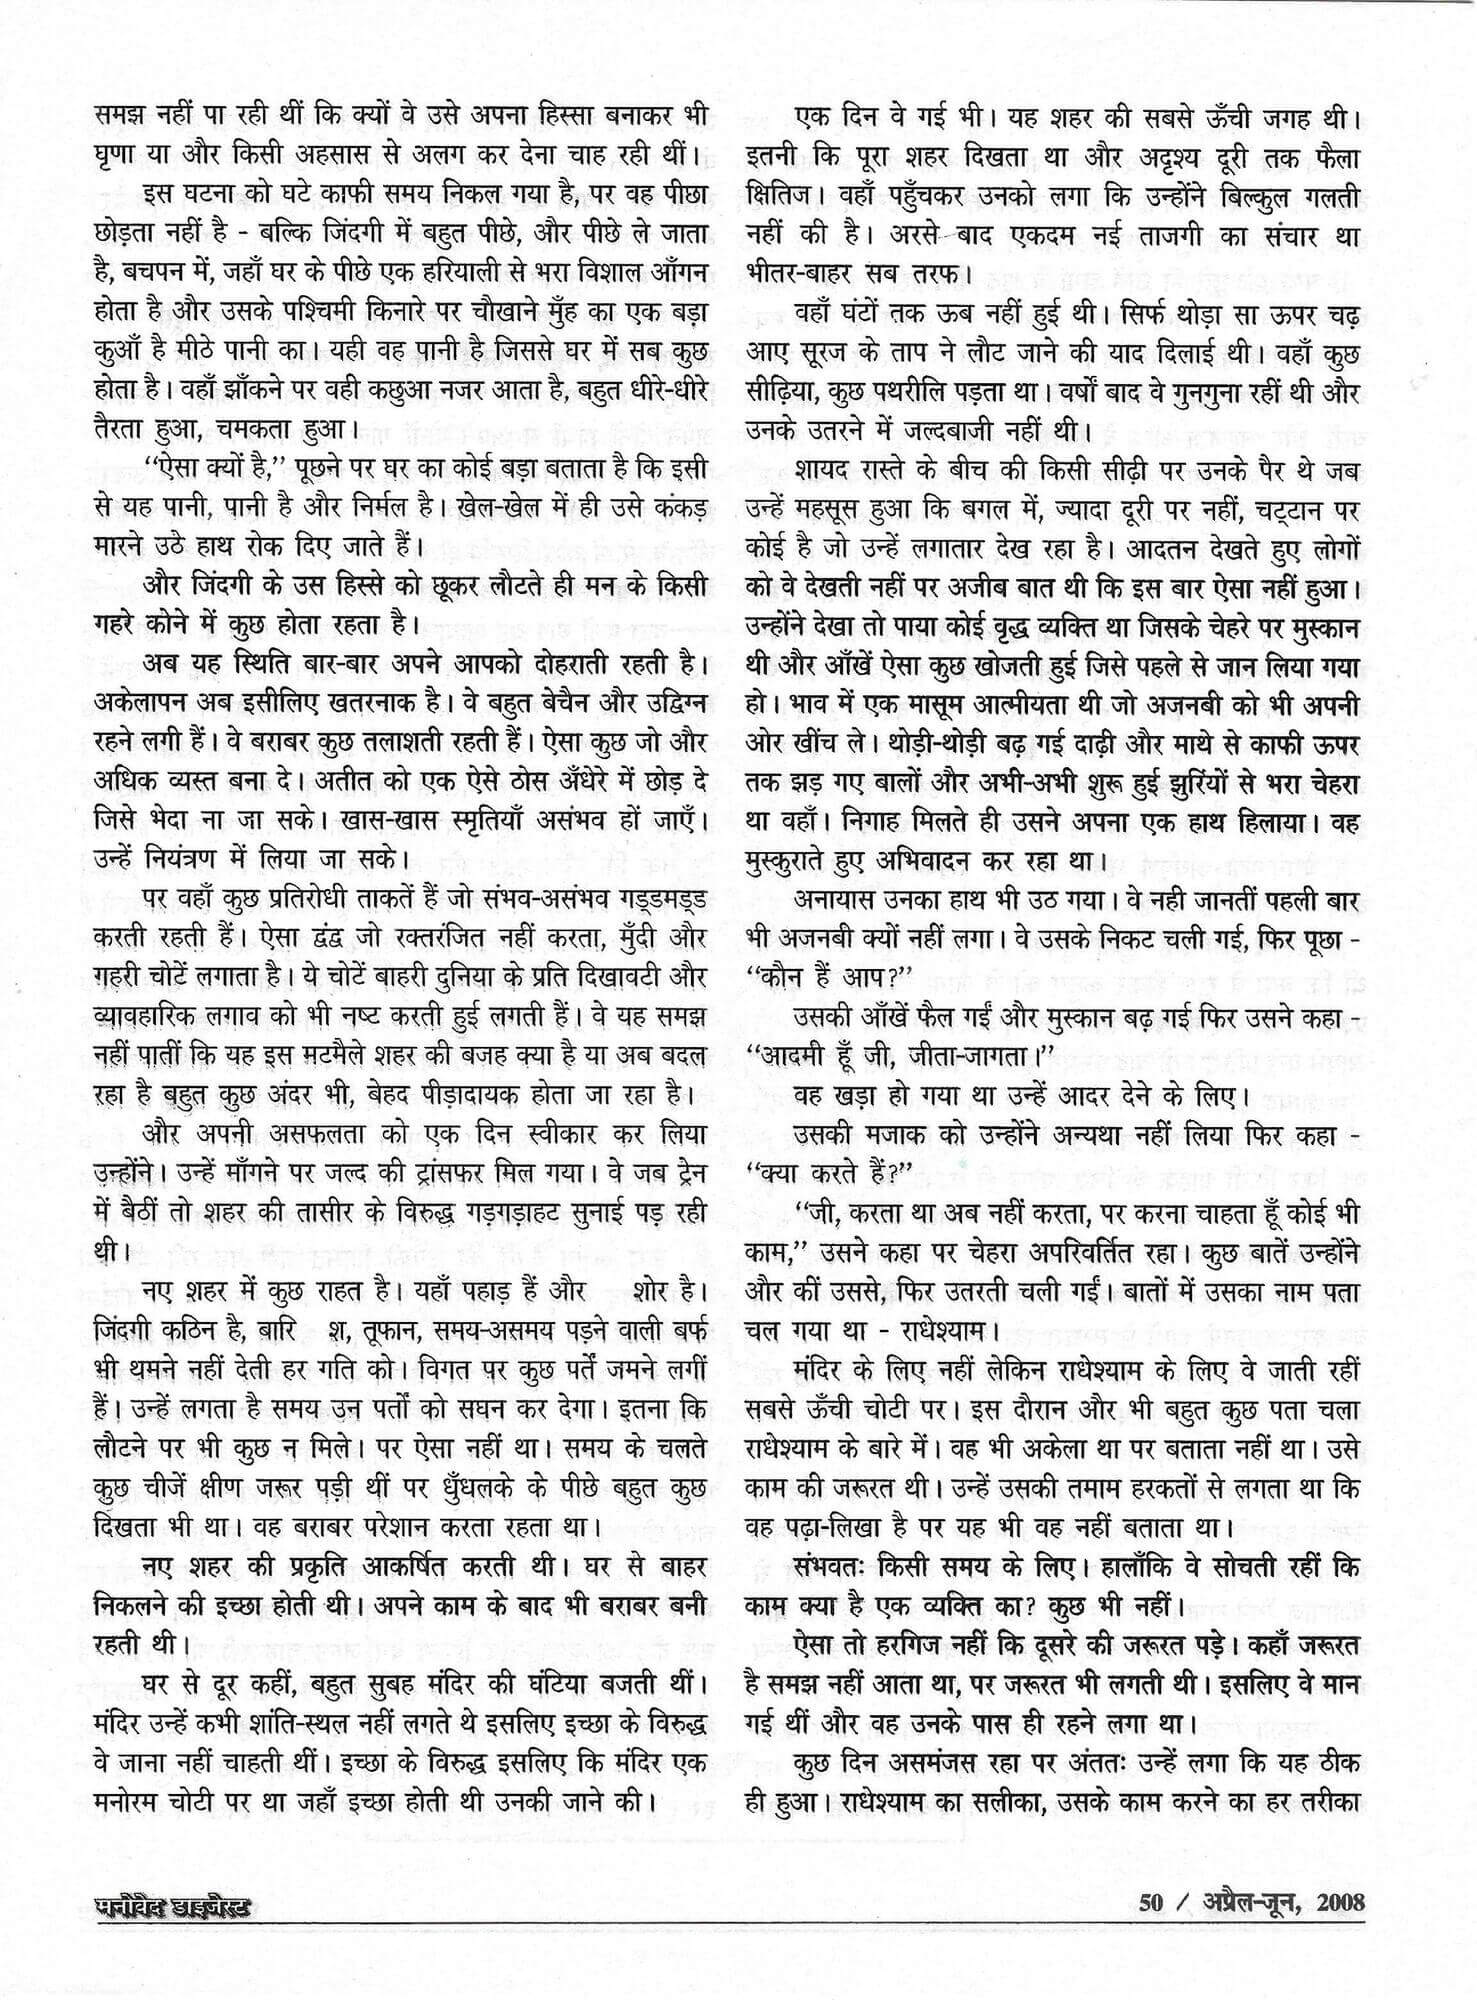 समझ नहीं पा रही थीं कि क्यों वे उसे अपना हिस्सा बनाकर भी
घृणा या और किसी अहसास से अलग कर देना चाह रही थीं।
इस घटना को घटे काफी समय निकल गया है, पर वह पीछा
छोड़ता नहीं है - बल्कि जिंदगी में बहुत पीछे, और पीछे ले जाता
है, बचपन में, जहाँ घर के पीछे एक हरियाली से भरा विशाल आँगन
होता है और उसके पश्चिमी किनारे पर चौखाने मुँह का एक बड़ा
कुआँ है मीठे पानी का। यही वह पानी है जिससे घर में सब कुछ
होता है। वहाँ झाँकने पर वही कछुआ नजर आता है, बहुत धीरे-धीरे
तैरता हुआ, चमकता हुआ।
“ऐसा क्यों है,” पूछने पर घर का कोई बड़ा बताता है कि इसी
से यह पानी, पानी है और निर्मल है। खेल-खेल में ही उसे कंकड़
मारने उठे हाथ रोक दिए जाते हैं।
और जिंदगी के उस हिस्से को छूकर लौटते ही मन के किसी
गहरे कोने में कुछ होता रहता है।
अब यह स्थिति बार-बार अपने आपको दोहराती रहती है।
अकेलापन अब इसीलिए खतरनाक है। वे बहुत बेचैन और उद्विग्न
रहने लगी हैं। वे बराबर कुछ तलाशती रहती हैं। ऐसा कुछ जो और
अधिक व्यस्त बना दे। अतीत को एक ऐसे ठोस अँधेरे में छोड़ दे
जिसे भेदा ना जा सके। खास-खास स्मृतियाँ असंभव हों जाएँ।
उन्हें नियंत्रण में लिया जा सके।
पर वहाँ कुछ प्रतिरोधी ताकतें हैं जो संभव-असंभव गड्डमड्ड
करती रहती हैं। ऐसा द्वंद्व जो रक्तरंजित नहीं करता, मुँदी और
गहरी चोटें लगाता है। ये चोटें बाहरी दुनिया के प्रति दिखावटी और
व्यावहारिक लगाव को भी नष्ट करती हुई लगती हैं। वे यह समझ
नहीं पातीं कि यह इस मटमैले शहर की बजह क्या है या अब बदल
रहा है बहुत कुछ अंदर भी, बेहद पीड़ादायक होता जा रहा है।
और अपनी असफलता को एक दिन स्वीकार कर लिया
उन्होंने। उन्हें माँगने पर जल्द की ट्रांसफर मिल गया। वे जब ट्रेन
में बैठीं तो शहर की तासीर के विरुद्ध गड़गड़ाहट सुनाई पड़ रही
थी।
नए शहर में कुछ राहत है। यहाँ पहाड़ हैं और शोर है।
जिंदगी कठिन है, बारि श, तूफान, समय-असमय पड़ने वाली बर्फ
भी थमने नहीं देती हर गति को। विगत पर कुछ पर्तें जमने लगीं
हैं। उन्हें लगता है समय उन पर्तों को सघन कर देगा। इतना कि
लौटने पर भी कुछ न मिले। पर ऐसा नहीं था। समय के चलते
कुछ चीजें क्षीण जरूर पड़ी थीं पर धुँधलके के पीछे बहुत कुछ
दिखता भी था। वह बराबर परेशान करता रहता था।
नए शहर की प्रकृति आकर्षित करती थी। घर से बाहर
निकलने की इच्छा होती थी। अपने काम के बाद भी बराबर बनी
रहती थी।
घर से दूर कहीं, बहुत सुबह मंदिर की घंटिया बजती थीं।
मंदिर उन्हें कभी शांति-स्थल नहीं लगते थे इसलिए इच्छा के विरुद्ध
वे जाना नहीं चाहती थीं। इच्छा के विरुद्ध इसलिए कि मंदिर एक
मनोरम चोटी पर था जहाँ इच्छा होती थी उनकी जाने की।
एक दिन वे गई भी। यह शहर की सबसे ऊँची जगह थी।
इतनी कि पूरा शहर दिखता था और अदृश्य दूरी तक फैला
क्षितिज। वहाँ पहुँचकर उनको लगा कि उन्होंने बिल्कुल गलती
नहीं की है। अरसे बाद एकदम नई ताजगी का संचार था
भीतर-बाहर सब तरफ।
वहाँ घंटों तक ऊब नहीं हुई थी। सिर्फ थोड़ा सा ऊपर चढ़
आए सूरज के ताप ने लौट जाने की याद दिलाई थी। वहाँ कुछ
सीढ़िया, कुछ पथरीलि पड़ता था। वर्षों बाद वे गुनगुना रहीं थी और
उनके उतरने में जल्दबाजी नहीं थी।
शायद रास्ते के बीच की किसी सीढ़ी पर उनके पैर थे जब
उन्हें महसूस हुआ कि बगल में, ज्यादा दूरी पर नहीं, चट्टान पर
कोई है जो उन्हें लगातार देख रहा है। आदतन देखते हुए लोगों
को वे देखती नहीं पर अजीब बात थी कि इस बार ऐसा नहीं हुआ।
उन्होंने देखा तो पाया कोई वृद्ध व्यक्ति था जिसके चेहरे पर मुस्कान
थी और आँखें ऐसा कुछ खोजती हुई जिसे पहले से जान लिया गया
हो। भाव में एक मासूम आत्मीयता थी जो अजनबी को भी अपनी
ओर खींच ले। थोड़ी-थोड़ी बढ़ गई दाढ़ी और माथे से काफी ऊपर
तक झड़ गए बालों और अभी-अभी शुरू हुई झुर्रियों से भरा चेहरा
था वहाँ। निगाह मिलते ही उसने अपना एक हाथ हिलाया। वह
मुस्कुराते हुए अभिवादन कर रहा था।
अनायास उनका हाथ भी उठ गया। वे नही जानतीं पहली बार
भी अजनबी क्यों नहीं लगा। वे उसके निकट चली गई, फिर पूछा -
“कौन हैं आप?”
उसकी आँखें फैल गईं और मुस्कान बढ़ गई फिर उसने कहा -
“आदमी हूँ जी, जीता-जागता।”
वह खड़ा हो गया था उन्हें आदर देने के लिए।
उसकी मजाक को उन्होंने अन्यथा नहीं लिया फिर कहा -
“क्या करते हैं?”
“जी, करता था अब नहीं करता, पर करना चाहता हूँ कोई भी
काम,” उसने कहा पर चेहरा अपरिवर्तित रहा। कुछ बातें उन्होंने
और कीं उससे, फिर उतरती चली गईं। बातों में उसका नाम पता
चल गया था - राधेश्याम।
मंदिर के लिए नहीं लेकिन राधेश्याम के लिए वे जाती रहीं
सबसे ऊँची चोटी पर। इस दौरान और भी बहुत कुछ पता चला
राधेश्याम के बारे में। वह भी अकेला था पर बताता नहीं था। उसे
काम की जरूरत थी। उन्हें उसकी तमाम हरकतों से लगता था कि
वह पढ़ा-लिखा है पर यह भी वह नहीं बताता था।
संभवतः किसी समय के लिए। हालाँकि वे सोचती रहीं कि
काम क्या है एक व्यक्ति का? कुछ भी नहीं।
ऐसा तो हरगिज नहीं कि दूसरे की जरूरत पड़े। कहाँ जरूरत
है समझ नहीं आता था, पर जरूरत भी लगती थी। इसलिए वे मान
गई थीं और वह उनके पास ही रहने लगा था।
कुछ दिन असमंजस रहा पर अंततः उन्हें लगा कि यह ठीक
ही हुआ। राधेश्याम का सलीका, उसके काम करने का हर तरीका
मनोवेद डाइजेस्ट
50 / अप्रैल-जून, 2008